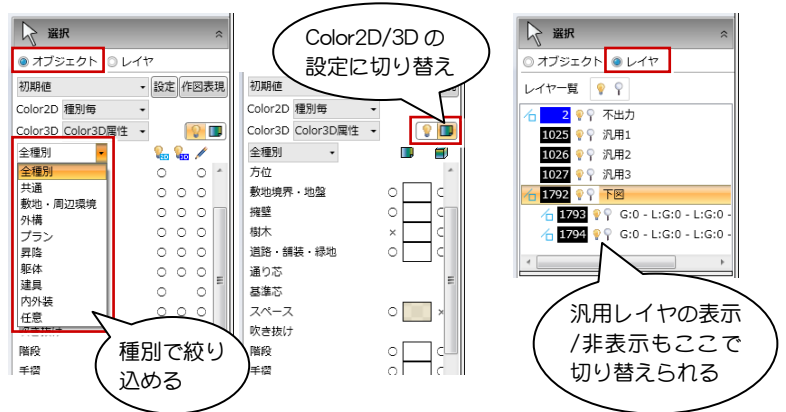 選択
オブジェクト レイヤ
初期値 設定 作図表現
Color2D 種別毎
Color3D Color3D属性
全種別
全種別
共通
敷地・周辺環境
外構
プラン
昇降
躯体
建具
内外装
任意
階段
手摺
種別で絞り
込める
Color2D/3D の
設定に切り替え
初期値
Color2D 種別毎
Color3D Color3D属性
全種別
方位
敷地境界・地盤
擁壁
樹木
道路・舗装・緑地
通り芯
基準芯
スペース
吹き抜け
階段
手摺
選択
オブジェクト レイヤ
レイヤ一覧
2 不出力
1025 汎用1
1026 汎用2
1027 汎用3
1792 下図
1793 G:0 - L:G:0 - L:G:0 -
1794 G:0 - L:G:0 - L:G:0 -
汎用レイヤの表示
/非表示もここで
切り替えられる